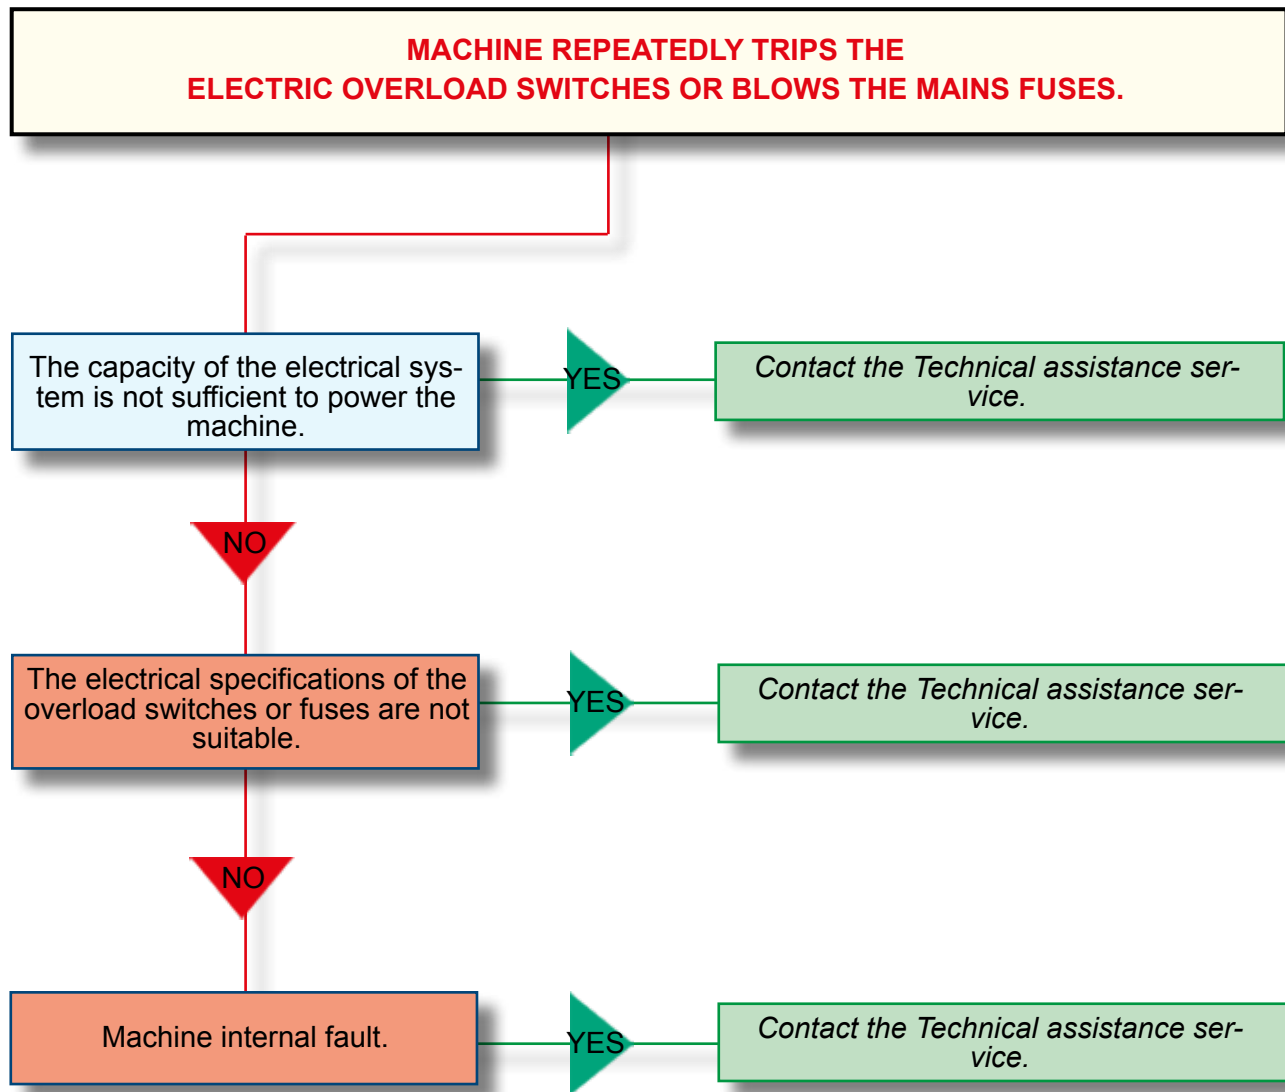 MACHINE REPEATEDLY TRIPS THE
ELECTRIC OVERLOAD SWITCHES OR BLOWS THE MAINS FUSES.
The capacity of the electrical sys-
tem is not sufficient to power the
machine.
YES
Contact the Technical assistance ser-
vice.
NO
The electrical specifications of the
overload switches or fuses are not
suitable.
YES
Contact the Technical assistance ser-
vice.
NO
Machine internal fault.
YES
Contact the Technical assistance ser-
vice.